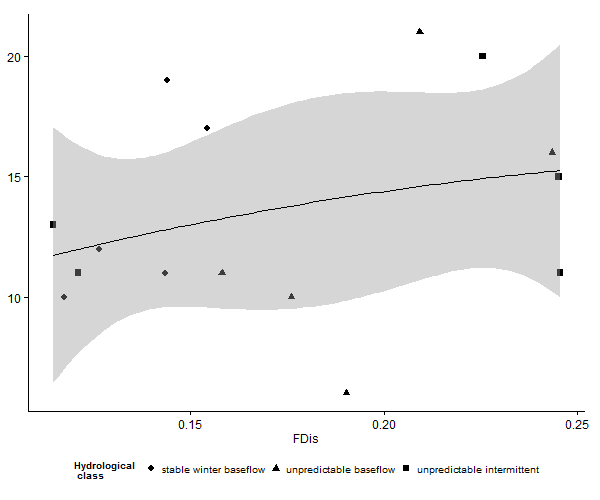 20
15
10
0.15 0.20 0.25
FDis
Hydrological
class
stable winter baseflow unpredictable baseflow unpredictable intermittent